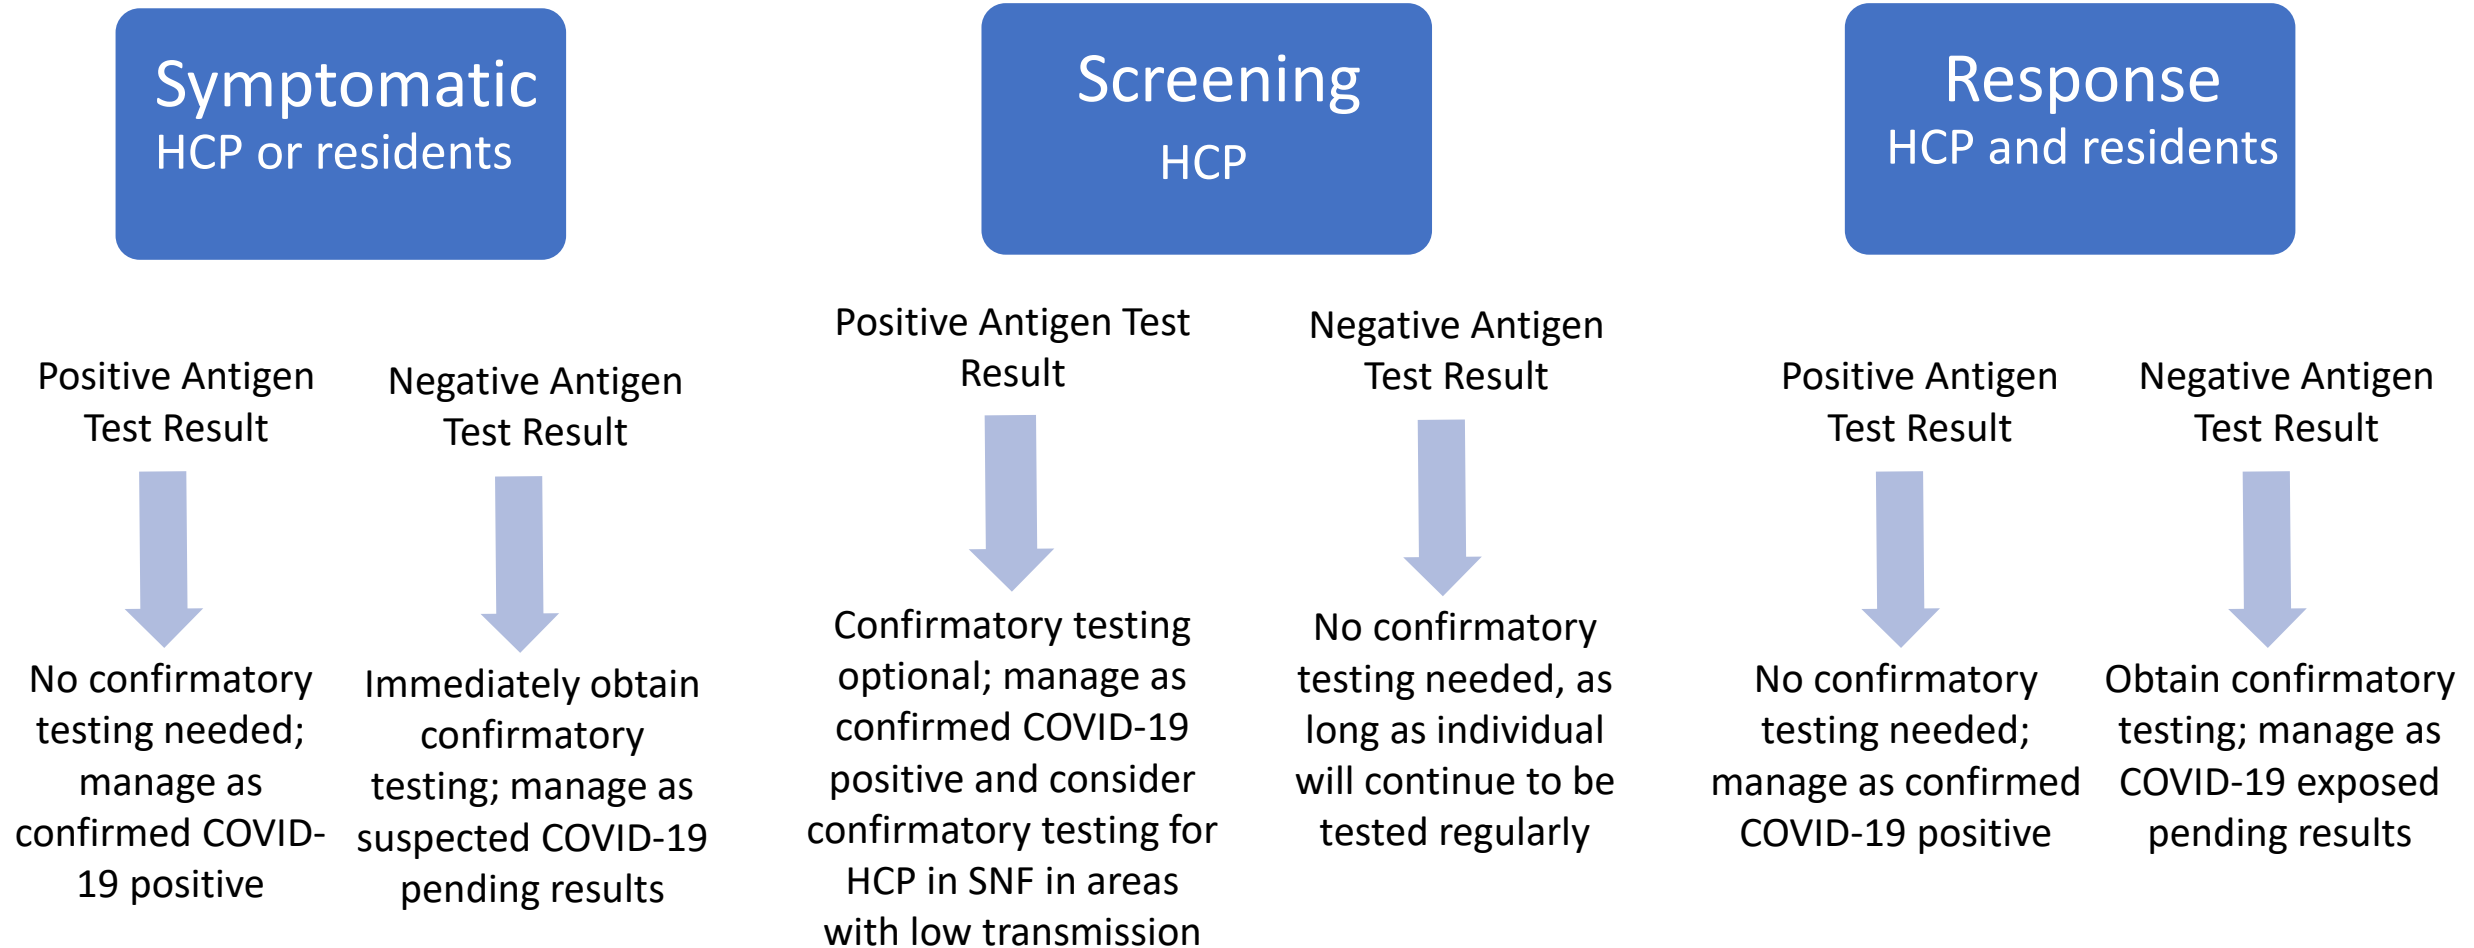 Symptomatic
HCP or residents
Positive Antigen
Test Result
No confirmatory
testing needed;
manage as
confirmed COVID-
19 positive
Negative Antigen
Test Result
Immediately obtain
confirmatory
testing; manage as
suspected COVID-19
pending results
Screening
HCP
Positive Antigen Test
Result
Confirmatory testing
optional; manage as
confirmed COVID-19
positive and consider
confirmatory testing for
HCP in SNF in areas
with low transmission
Negative Antigen
Test Result
No confirmatory
testing needed, as
long as individual
will continue to be
tested regularly
Response
HCP and residents
Positive Antigen
Test Result
No confirmatory
testing needed;
manage as confirmed
COVID-19 positive
Negative Antigen
Test Result
Obtain confirmatory
testing; manage as
COVID-19 exposed
pending results